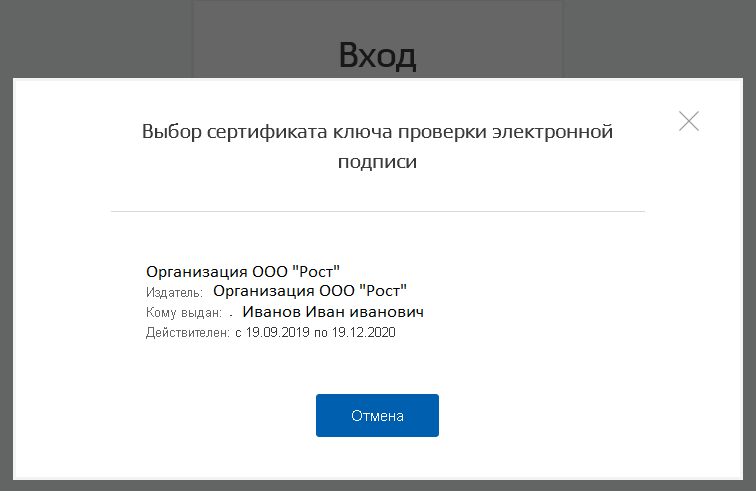 Вход
Выбор сертификата ключа проверки электронной
подписи
Организация ООО "Рост"
Издатель: Организация ООО "Рост"
Кому выдан: . Иванов Иван иванович
Действителен: с 19.09.2019 по 19.12.2020
Отмена